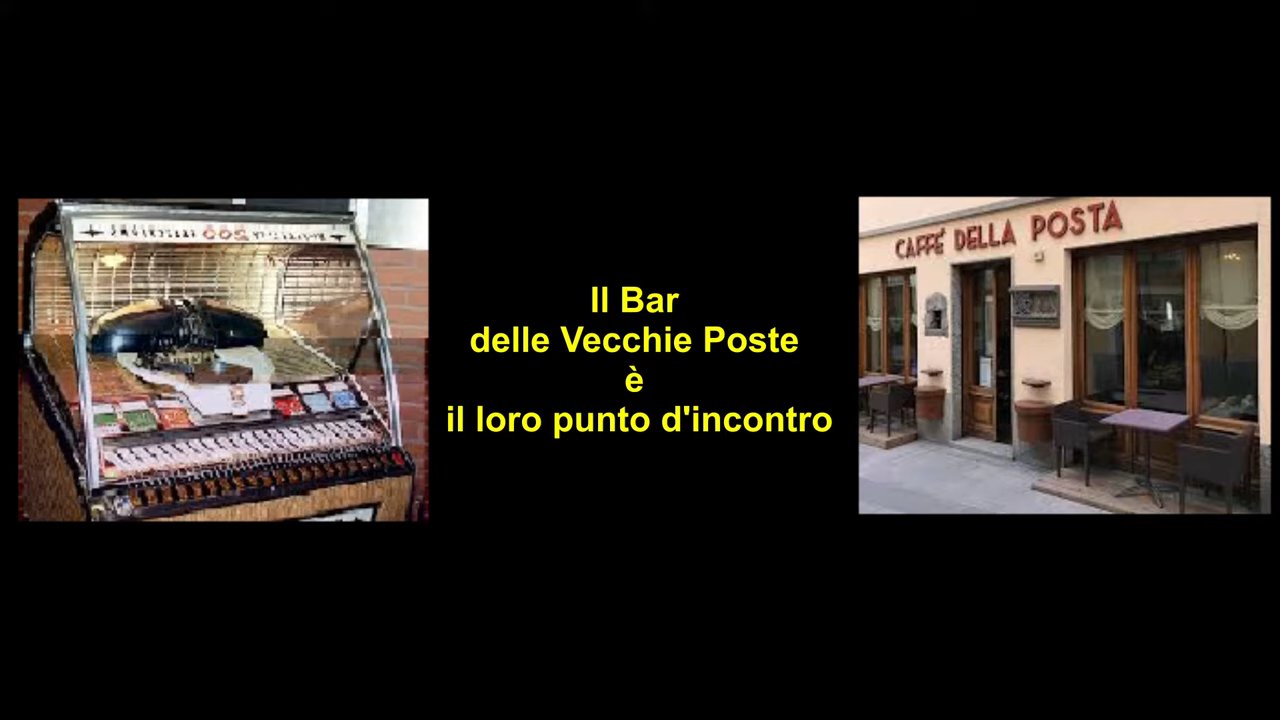 Il Bar
delle Vecchie Poste
è
il loro punto d'incontro
CAFFE' DELLA POSTA